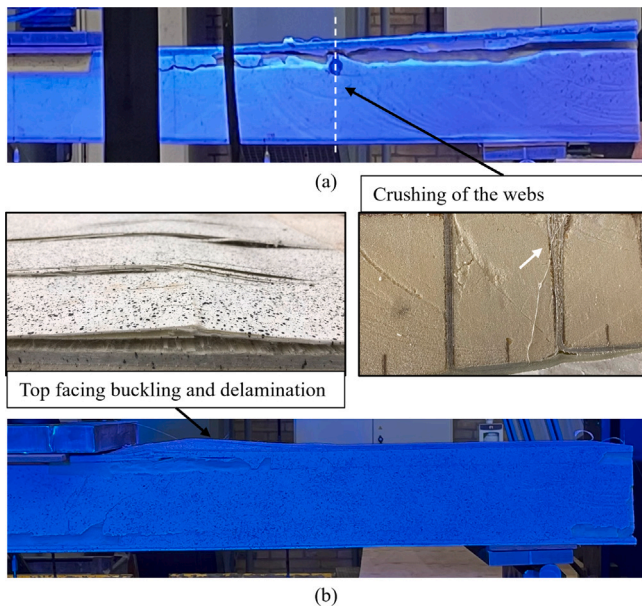 (a)
Crushing of the webs
Top facing buckling and delamination
(b)